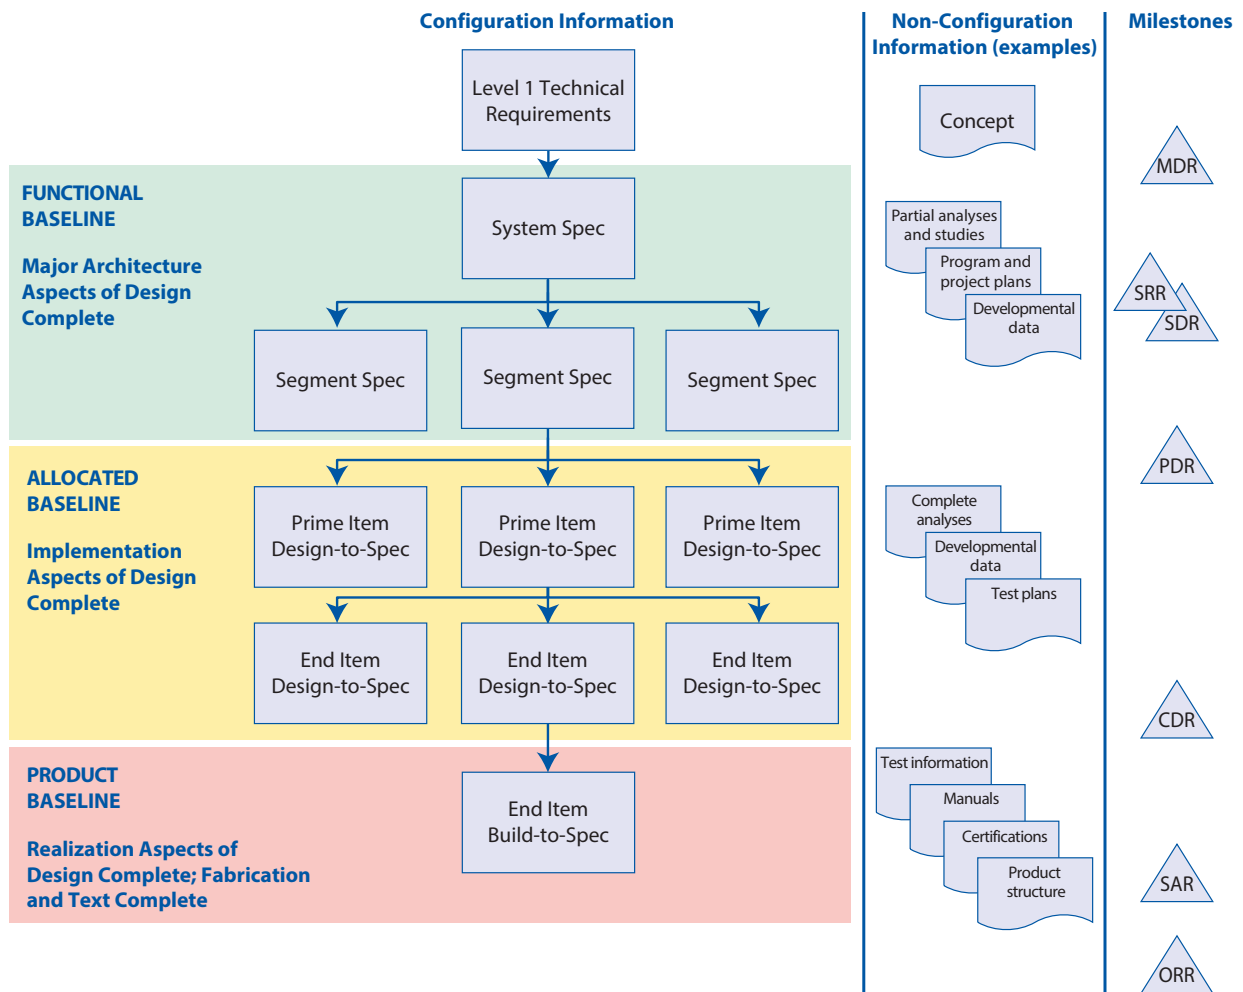 Configuration Information
Level 1 Technical
Requirements
FUNCTIONAL
BASELINE
Major Architecture
Aspects of Design
Complete
System Spec
Segment Spec
Segment Spec
Segment Spec
ALLOCATED
BASELINE
Implementation
Aspects of Design
Complete
Prime Item
Design-to-Spec
Prime Item
Design-to-Spec
Prime Item
Design-to-Spec
End Item
Design-to-Spec
End Item
Design-to-Spec
End Item
Design-to-Spec
PRODUCT
BASELINE
Realization Aspects of
Design Complete; Fabrication
and Text Complete
End Item
Build-to-Spec
Non-Configuration
Information (examples)
Concept
Partial analyses
and studies
Program and
project plans
Developmental
data
Complete
analyses
Developmental
data
Test plans
Test information
Manuals
Certifications
Product
structure
Milestones
MDR
SRR
SDR
PDR
CDR
SAR
ORR